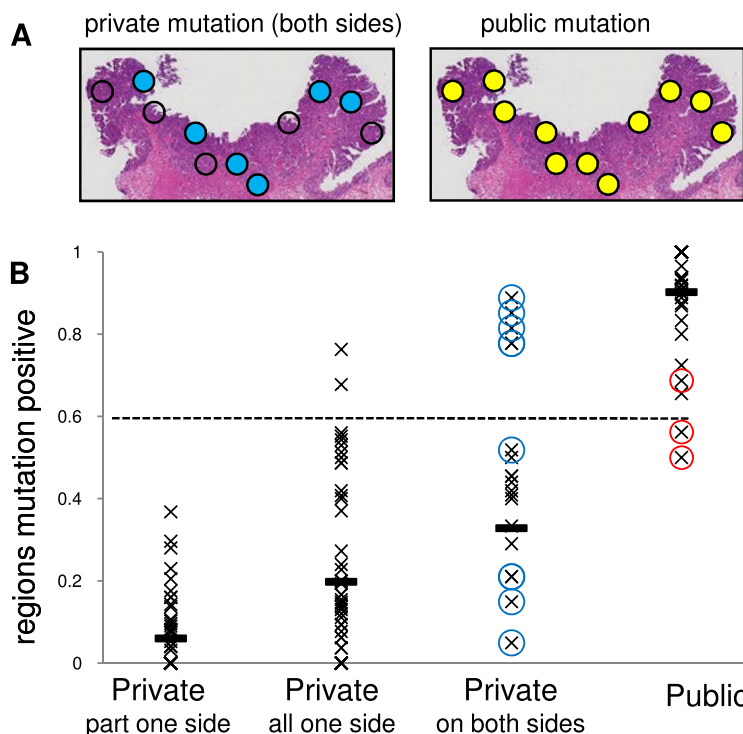 A
private mutation (both sides)
public mutation
B
regions mutation positive
1
0.8
0.6
0.4
0.2
0
Private
part one side
Private
all one side
Private
on both sides
Public